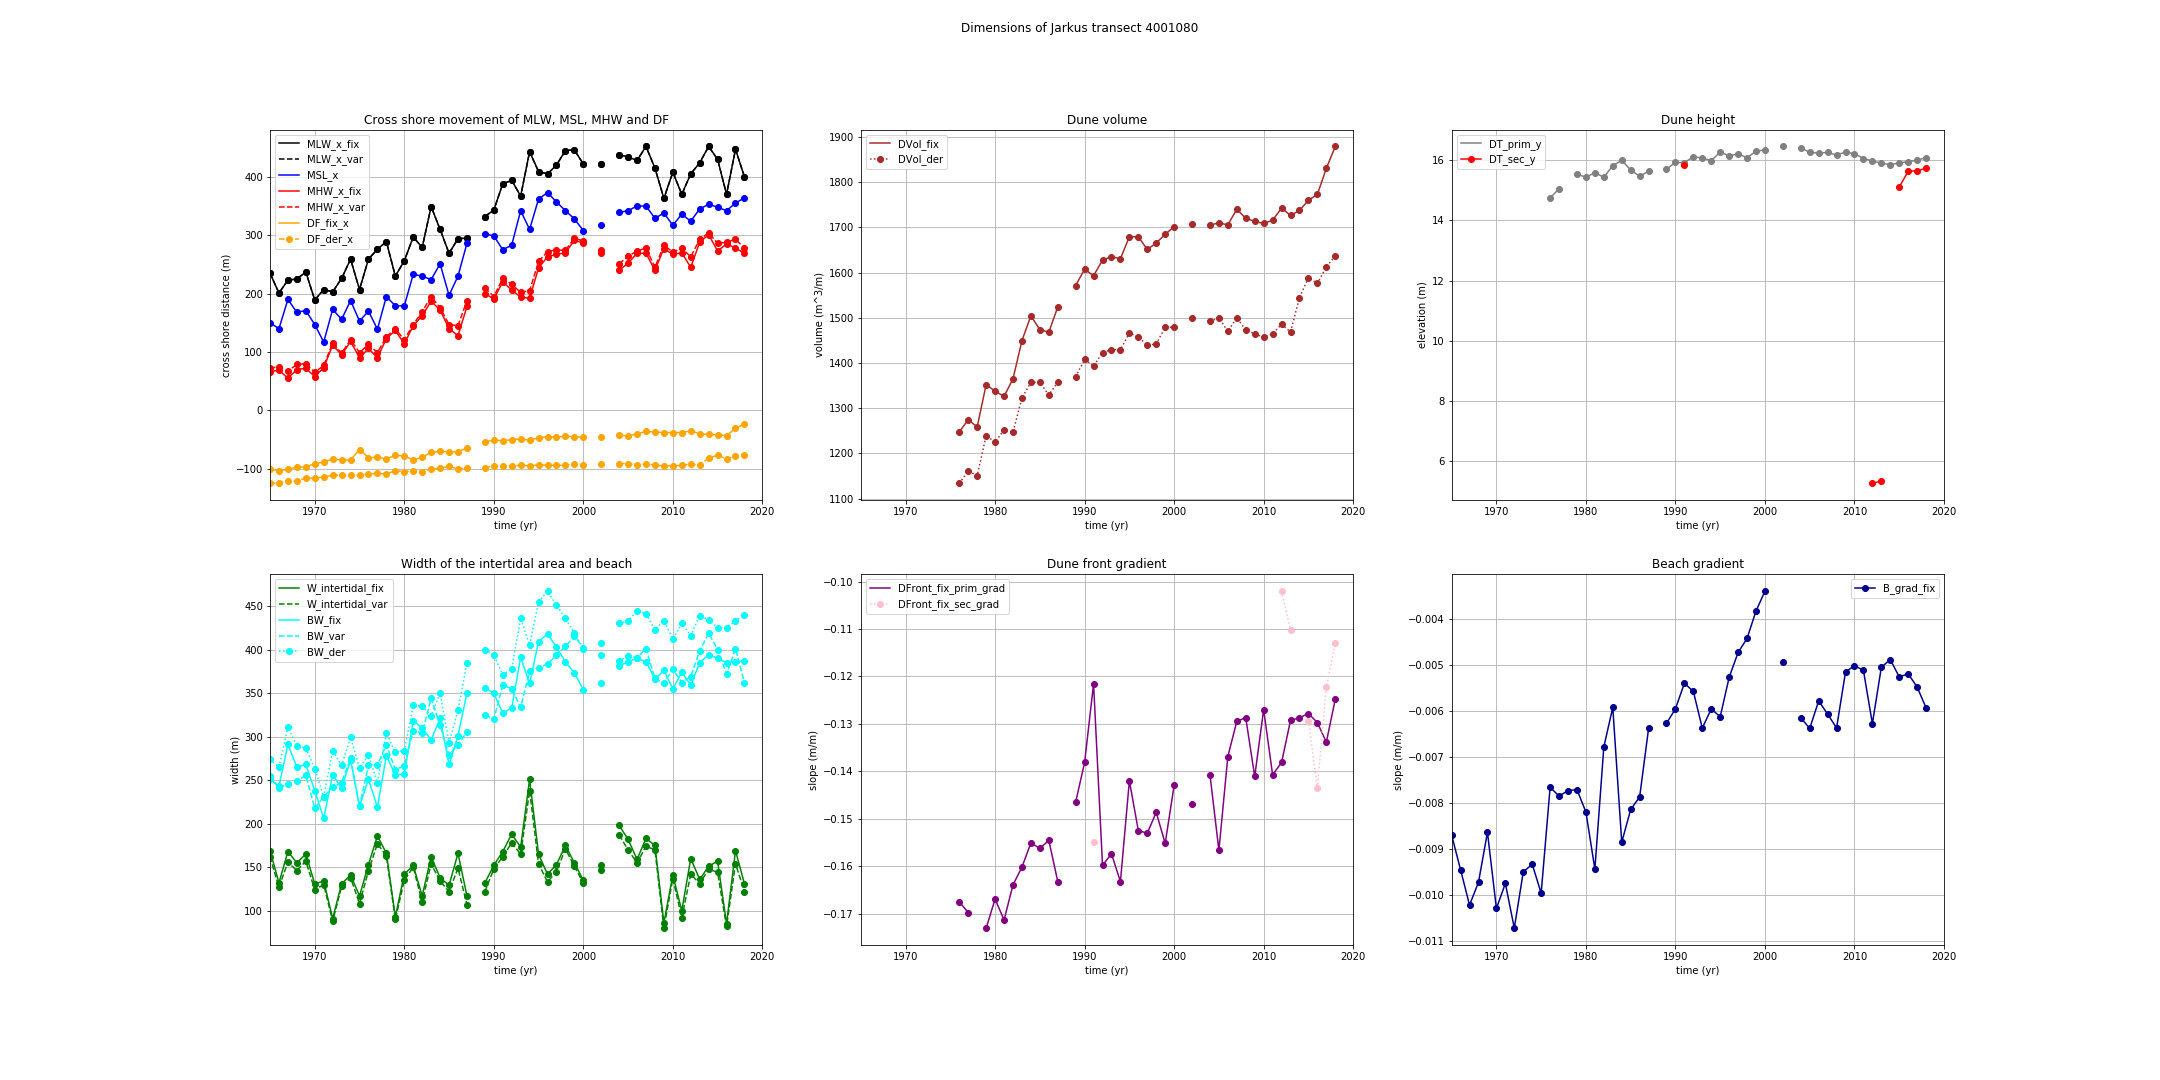 Dimensions of Jarkus transect 4001080
Cross shore movement of MLW, MSL, MHW and DF
cross shore distance (m)
400
300
200
100
0
−100
MLW_x_fix
MLW_x_var
MSL_x
MHW_x_fix
MHW_x_var
DF_fix_x
DF_der_x
1970 1980 1990 2000 2010 2020
time (yr)
Dune volume
volume (m^3/m)
1900
1800
1700
1600
1500
1400
1300
1200
1100
DVol_fix
DVol_der
1970 1980 1990 2000 2010 2020
time (yr)
Dune height
elevation (m)
16
14
12
10
8
6
DT_prim_y
DT_sec_y
1970 1980 1990 2000 2010 2020
time (yr)
Width of the intertidal area and beach
width (m)
450
400
350
300
250
200
150
100
W_intertidal_fix
W_intertidal_var
BW_fix
BW_var
BW_der
1970 1980 1990 2000 2010 2020
time (yr)
Dune front gradient
slope (m/m)
−0.10
−0.11
−0.12
−0.13
−0.14
−0.15
−0.16
−0.17
DFront_fix_prim_grad
DFront_fix_sec_grad
1970 1980 1990 2000 2010 2020
time (yr)
Beach gradient
slope (m/m)
−0.004
−0.005
−0.006
−0.007
−0.008
−0.009
−0.010
−0.011
B_grad_fix
1970 1980 1990 2000 2010 2020
time (yr)